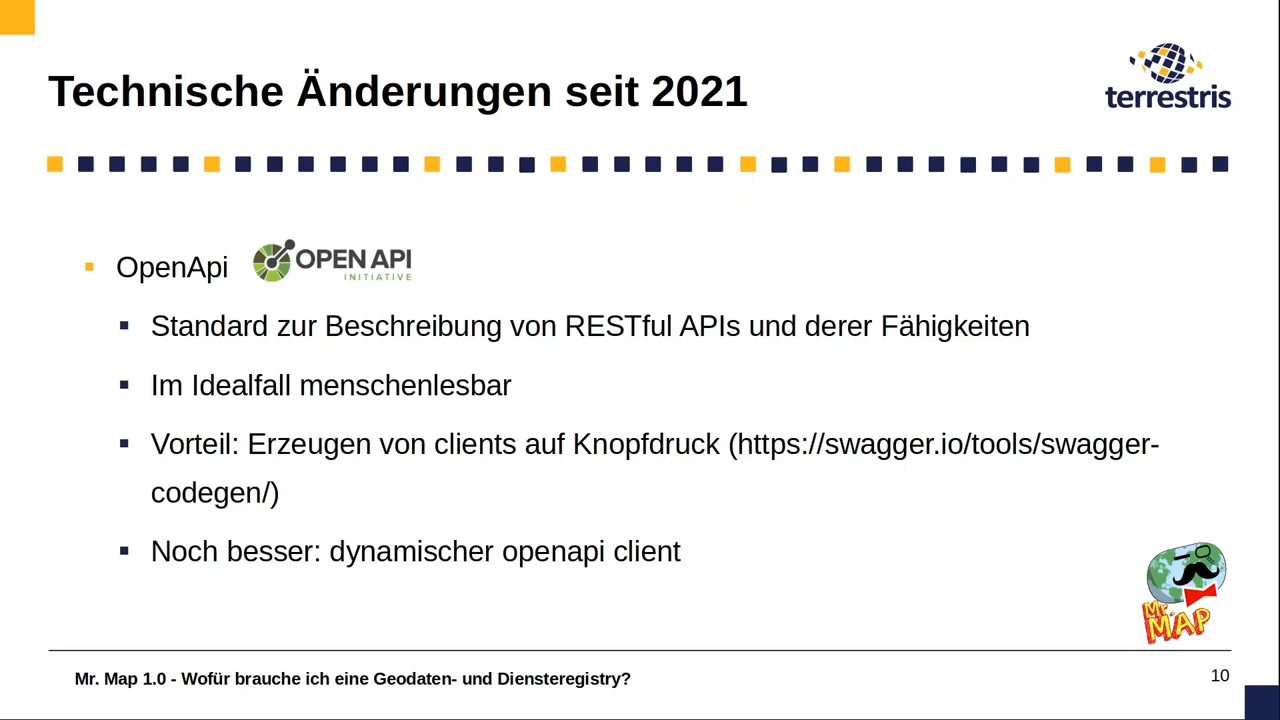 Technische Änderungen seit 2021
terrestris
OpenApi
OPEN API
INITIATIVE
Standard zur Beschreibung von RESTful APIs und derer Fähigkeiten
Im Idealfall menschenlesbar
Vorteil: Erzeugen von clients auf Knopfdruck (https://swagger.io/tools/swagger-
codegen/)
Noch besser: dynamischer openapi client
Mr.
MAP
Mr. Map 1.0 - Wofür brauche ich eine Geodaten- und Diensteregistry?
10